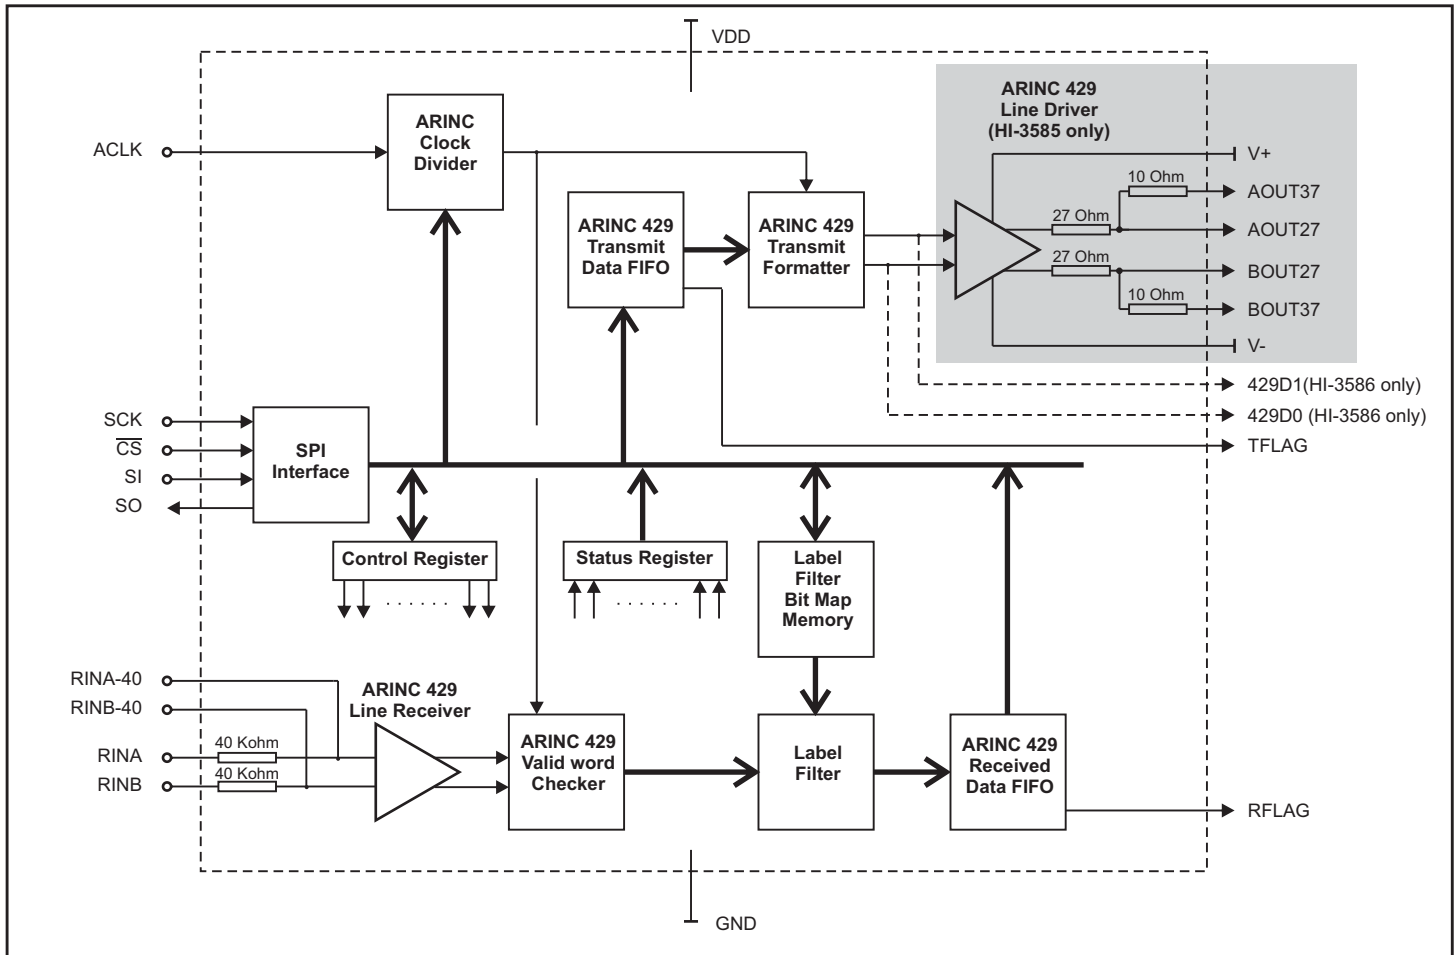 VDD
ARINC 429
Line Driver
(HI-3585 only)
ARINC
Clock
Divider
ACLK
V+
10 Ohm
AOUT37
ARINC 429
Transmit
Data FIFO
ARINC 429
Transmit
Formatter
27 Ohm
AOUT27
27 Ohm
BOUT27
10 Ohm
BOUT37
V-
429D1(HI-3586 only)
429D0 (HI-3586 only)
TFLAG
SCK
CS
SI
SO
SPI
Interface
Control Register
. . . . . . .
Status Register
. . . . . . .
Label
Filter
Bit Map
Memory
RINA-40
RINB-40
ARINC 429
Line Receiver
RINA
40 Kohm
RINB
40 Kohm
ARINC 429
Valid word
Checker
Label
Filter
ARINC 429
Received
Data FIFO
RFLAG
GND